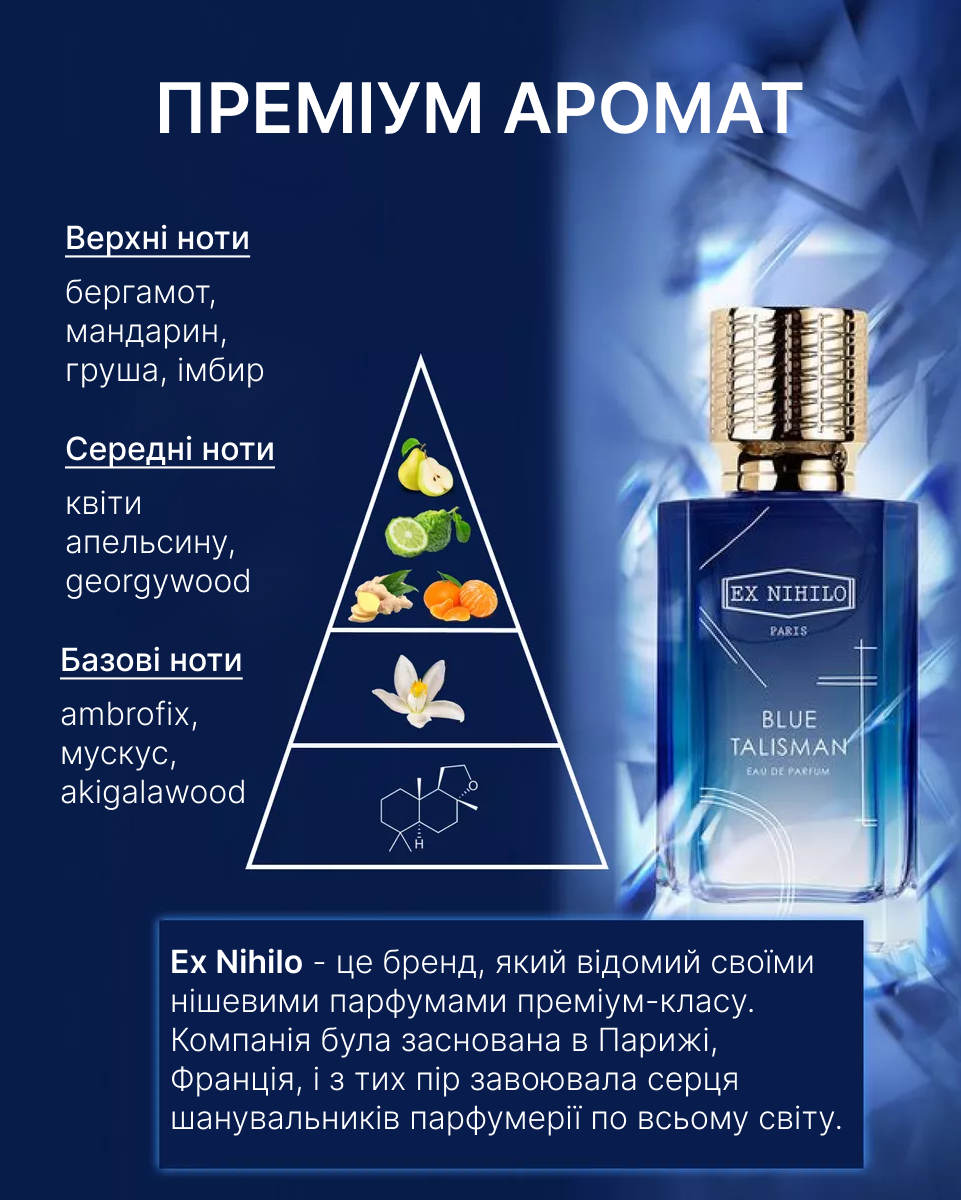 ПРЕМІУМ АРОМАТ
Верхні ноти
бергамот,
мандарин,
груша, імбир
Середні ноти
квіти
апельсину,
georgywood
Базові ноти
ambrofix,
мускус,
akigalawood
O
H
EX NIHILO
PARIS
BLUE
TALISMAN
EAU DE PARFUM
Ex Nihilo - це бренд, який відомий своїми
нішевими парфумами преміум-класу.
Компанія була заснована в Парижі,
Франція, і з тих пір завоювала серця
шанувальників парфумерії по всьому світу.